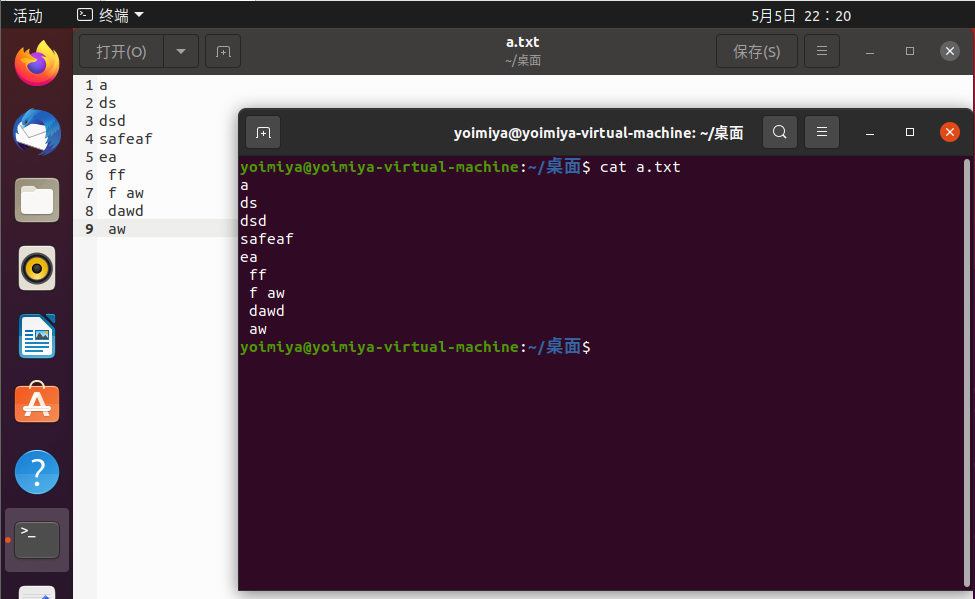 活动 终端 5月5日 22：20
打开(O) a.txt 保存(S)
~/桌面
1 a
2 ds
3 dsd
4 safeaf
5 ea
6  ff
7  f aw
8  dawd
9  aw
yoimiya@yoimiya-virtual-machine: ~/桌面
yoimiya@yoimiya-virtual-machine:~/桌面$ cat a.txt
a
ds
dsd
safeaf
ea
 ff
 f aw
 dawd
 aw
yoimiya@yoimiya-virtual-machine:~/桌面$